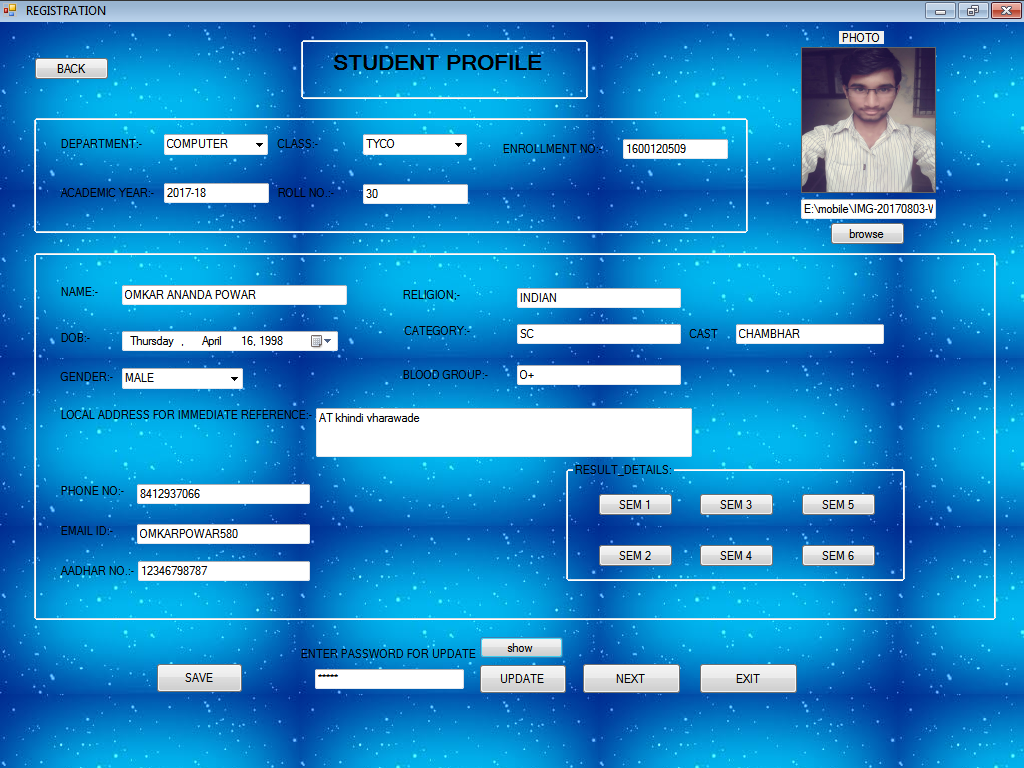 REGISTRATION
PHOTO
BACK
STUDENT PROFILE
DEPARTMENT:- COMPUTER CLASS:- TYCO ENROLLMENT NO:- 1600120509
ACADEMIC YEAR:- 2017-18 ROLL NO.:- 30
E:\mobile\IMG-20170803-W
browse
NAME:- OMKAR ANANDA POWAR RELIGION:- INDIAN
DOB:- Thursday , April 16, 1998 CATEGORY:- SC CAST CHAMBHAR
GENDER:- MALE BLOOD GROUP:- O+
LOCAL ADDRESS FOR IMMEDIATE REFERENCE:- AT khindi vharawade
RESULT_DETAILS:
PHONE NO:- 8412937066 SEM 1 SEM 3 SEM 5
EMAIL ID:- OMKARPOWAR580
SEM 2 SEM 4 SEM 6
AADHAR NO.:- 12346798787
ENTER PASSWORD FOR UPDATE show
SAVE ***** UPDATE NEXT EXIT